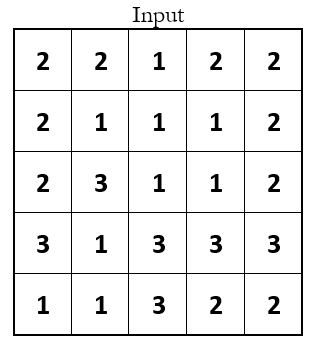 Input
2 2 1 2 2
2 1 1 1 2
2 3 1 1 2
3 1 3 3 3
1 1 3 2 2